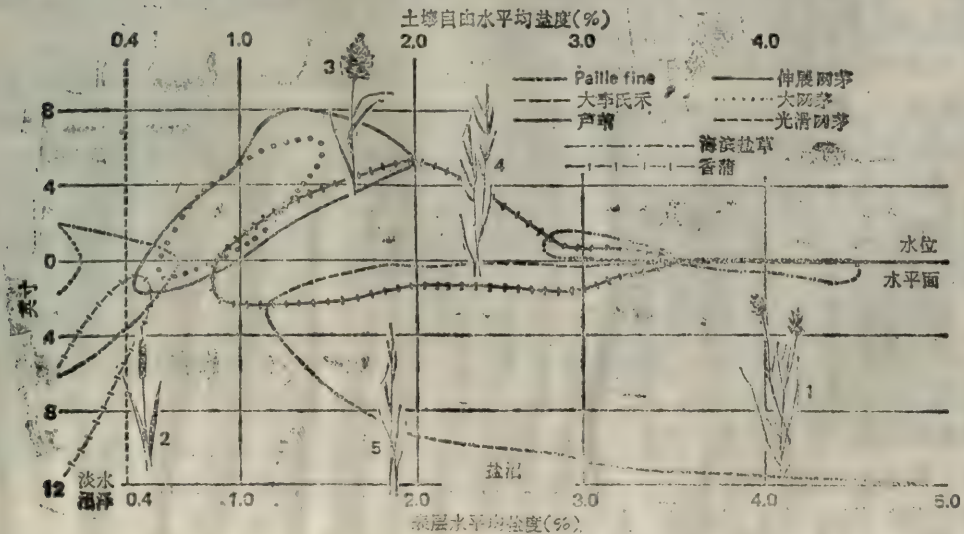 土壤自由水平均盐度(%)
0.4 1.0 2.0 3.0 4.0
3
Paille fine 伸展网茅
大李氏禾 大网茅
芦苇 光滑网茅
海滨盐草
香蒲
8
4
4
水位
0
水平面
英寸
4
1
8
2
5
盐沼
12 淡水
沼泽
0.4 1.0 2.0 3.0 4.0 5.0
表层水平均盐度(%)